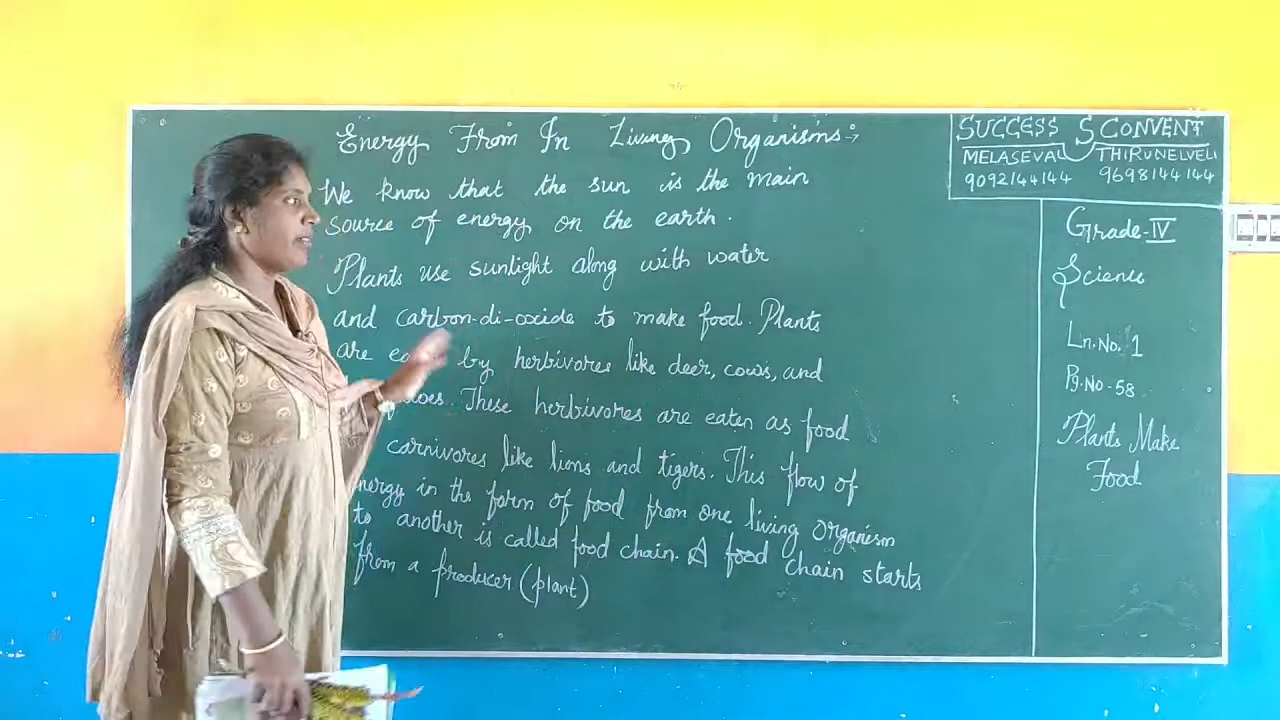 Energy From In Living Organisms:-
We know that the sun is the main
source of energy on the earth.
Plants use sunlight along with water
and carbon-di-oxide to make food. Plants
are by herbivores like deer, cows, and
These herbivores are eaten as food
carnivores like lions and tigers. This flow of
energy in the form of food from one living organism
to another is called food chain. A food chain starts
from a producer (plant)
SUCCESS CONVENT
MELASEVAL THIRUNELVELI
9092144144 9698144144
Grade-IV
Science
Ln.No. 1
Pg.No-58
Plants Make
Food